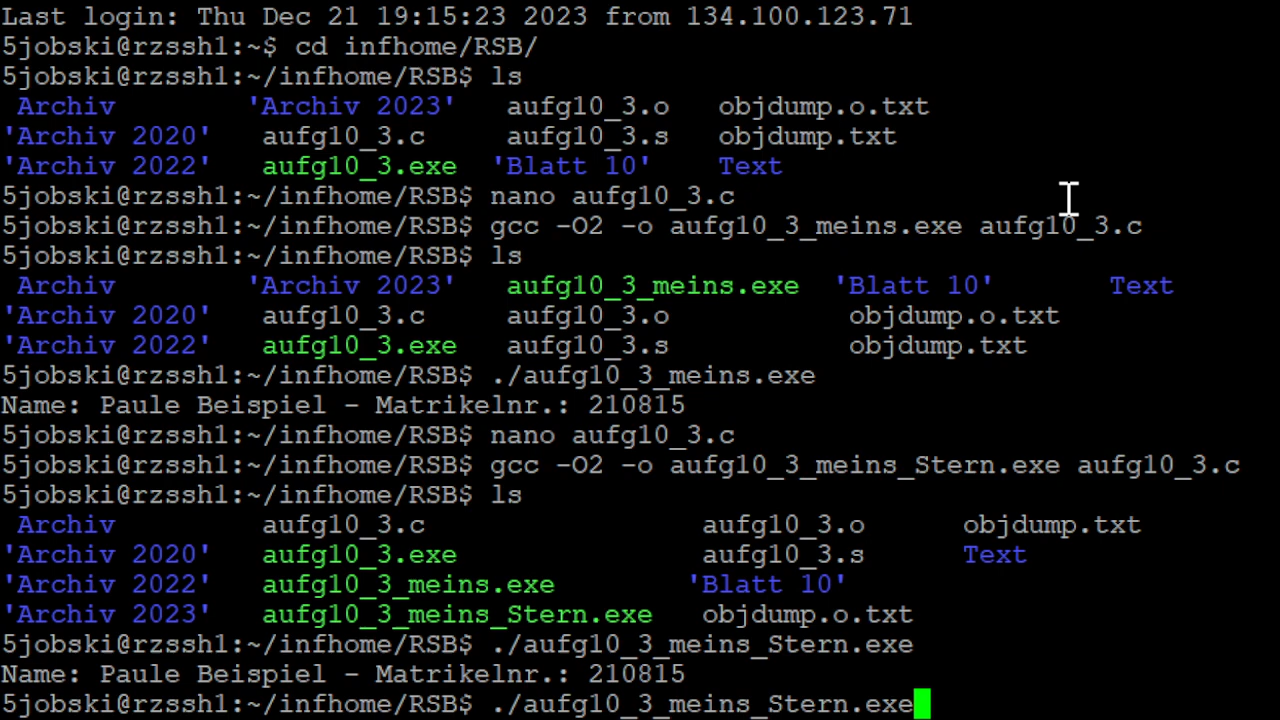 Last login: Thu Dec 21 19:15:23 2023 from 134.100.123.71
5jobski@rzssh1:~$ cd infhome/RSB/
5jobski@rzssh1:~/infhome/RSB$ ls
 Archiv        'Archiv 2023'   aufg10_3.o   objdump.o.txt
'Archiv 2020'   aufg10_3.c     aufg10_3.s   objdump.txt
'Archiv 2022'   aufg10_3.exe  'Blatt 10'    Text
5jobski@rzssh1:~/infhome/RSB$ nano aufg10_3.c
5jobski@rzssh1:~/infhome/RSB$ gcc -O2 -o aufg10_3_meins.exe aufg10_3.c
5jobski@rzssh1:~/infhome/RSB$ ls
 Archiv        'Archiv 2023'   aufg10_3_meins.exe  'Blatt 10'       Text
'Archiv 2020'   aufg10_3.c     aufg10_3.o           objdump.o.txt
'Archiv 2022'   aufg10_3.exe   aufg10_3.s           objdump.txt
5jobski@rzssh1:~/infhome/RSB$ ./aufg10_3_meins.exe
Name: Paule Beispiel - Matrikelnr.: 210815
5jobski@rzssh1:~/infhome/RSB$ nano aufg10_3.c
5jobski@rzssh1:~/infhome/RSB$ gcc -O2 -o aufg10_3_meins_Stern.exe aufg10_3.c
5jobski@rzssh1:~/infhome/RSB$ ls
 Archiv         aufg10_3.c                 aufg10_3.o      objdump.txt
'Archiv 2020'   aufg10_3.exe               aufg10_3.s      Text
'Archiv 2022'   aufg10_3_meins.exe        'Blatt 10'
'Archiv 2023'   aufg10_3_meins_Stern.exe   objdump.o.txt
5jobski@rzssh1:~/infhome/RSB$ ./aufg10_3_meins_Stern.exe
Name: Paule Beispiel - Matrikelnr.: 210815
5jobski@rzssh1:~/infhome/RSB$ ./aufg10_3_meins_Stern.exe